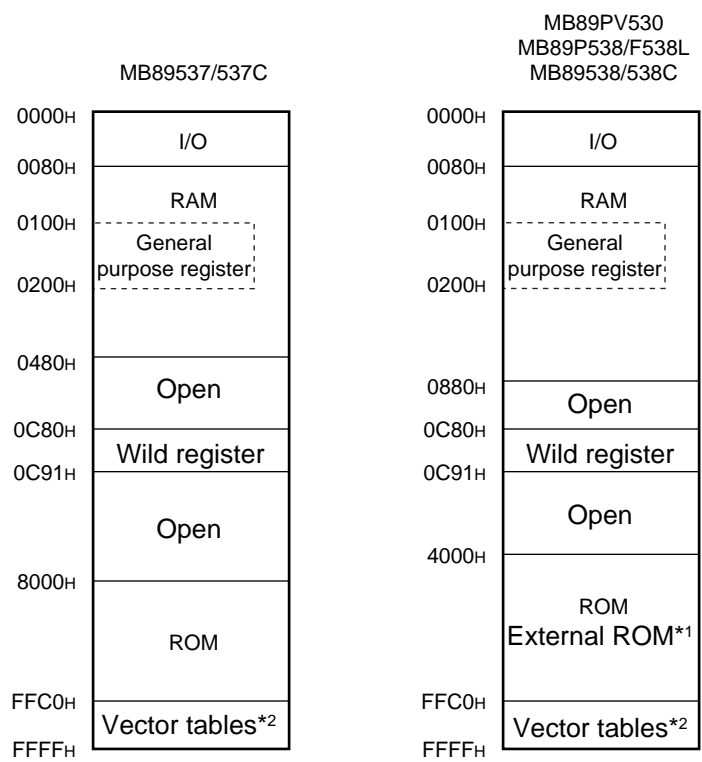 MB89537/537C
0000H
I/O
0080H
RAM
0100H
General
purpose register
0200H
0480H
Open
0C80H
Wild register
0C91H
Open
8000H
ROM
FFC0H
Vector tables*2
FFFFH
MB89PV530
MB89P538/F538L
MB89538/538C
0000H
I/O
0080H
RAM
0100H
General
purpose register
0200H
0880H
Open
0C80H
Wild register
0C91H
Open
4000H
ROM
External ROM*1
FFC0H
Vector tables*2
FFFFH